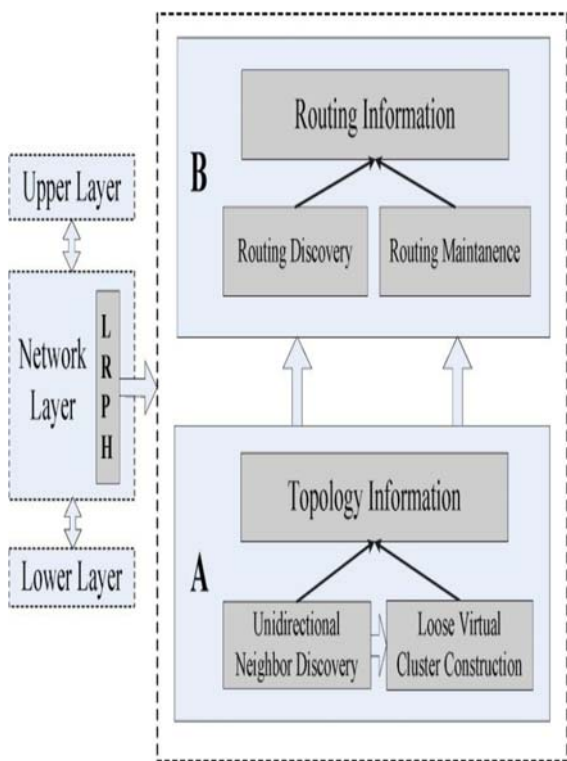 Upper Layer
Network
Layer
L
R
P
H
Lower Layer
B
Routing Information
Routing Discovery
Routing Maintanence
A
Topology Information
Unidirectional
Neighbor Discovery
Loose Virtual
Cluster Construction